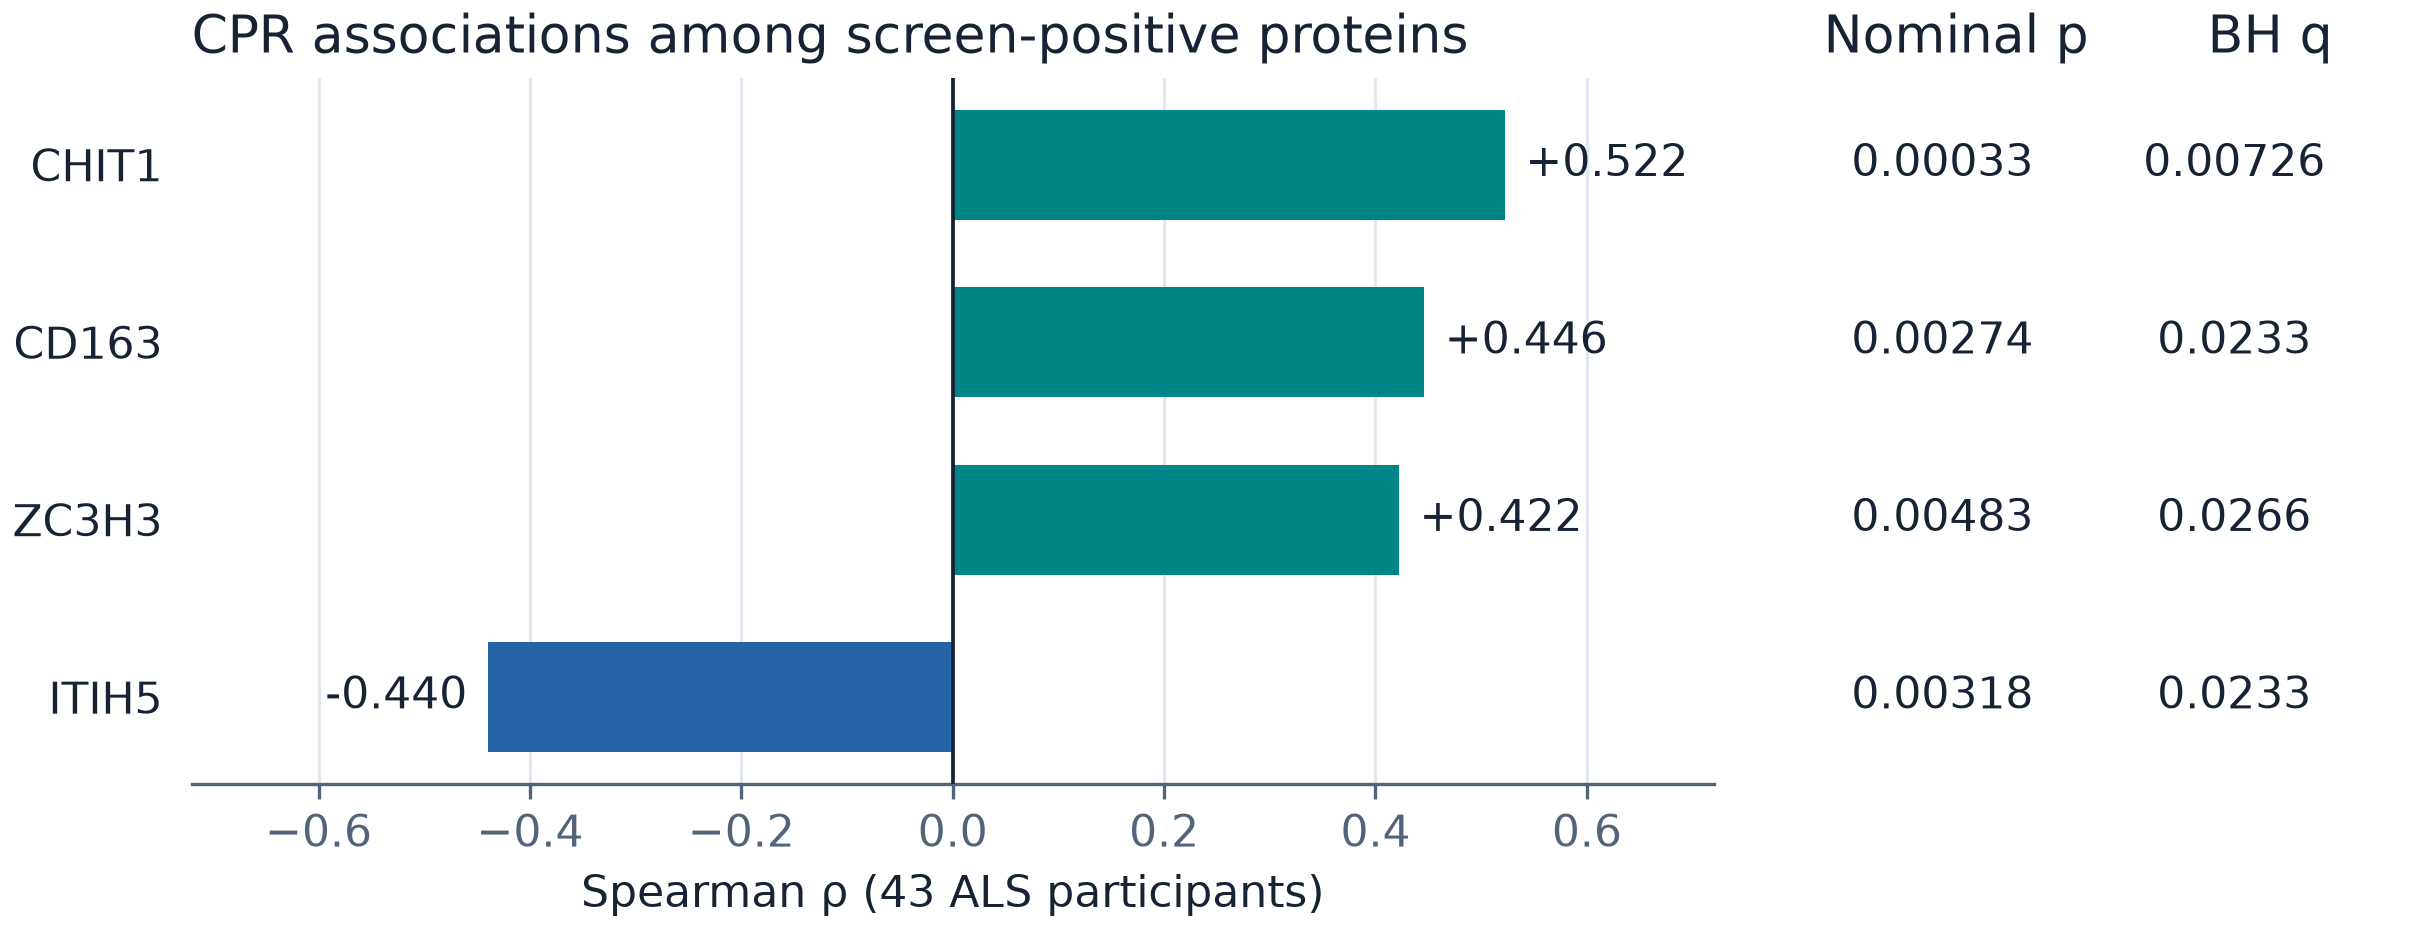 CPR associations among screen-positive proteins Nominal p BH q
CHIT1 +0.522 0.00033 0.00726
CD163 +0.446 0.00274 0.0233
ZC3H3 +0.422 0.00483 0.0266
ITIH5 -0.440 0.00318 0.0233
−0.6 −0.4 −0.2 0.0 0.2 0.4 0.6
Spearman ρ (43 ALS participants)